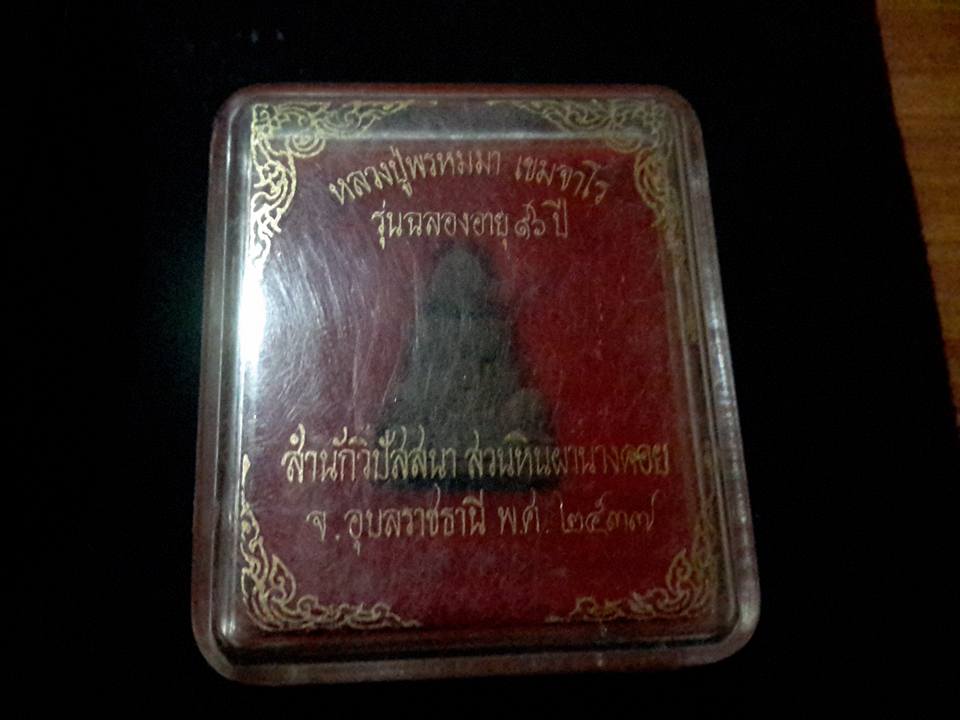 หลวงปู่พรหมมา เขมจาโร
รุ่นฉลองอายุ ๙๖ ปี
สำนักวิปัสสนา สวนหินผานางคอย
จ. อุบลราชธานี พ.ศ. ๒๕๓๗